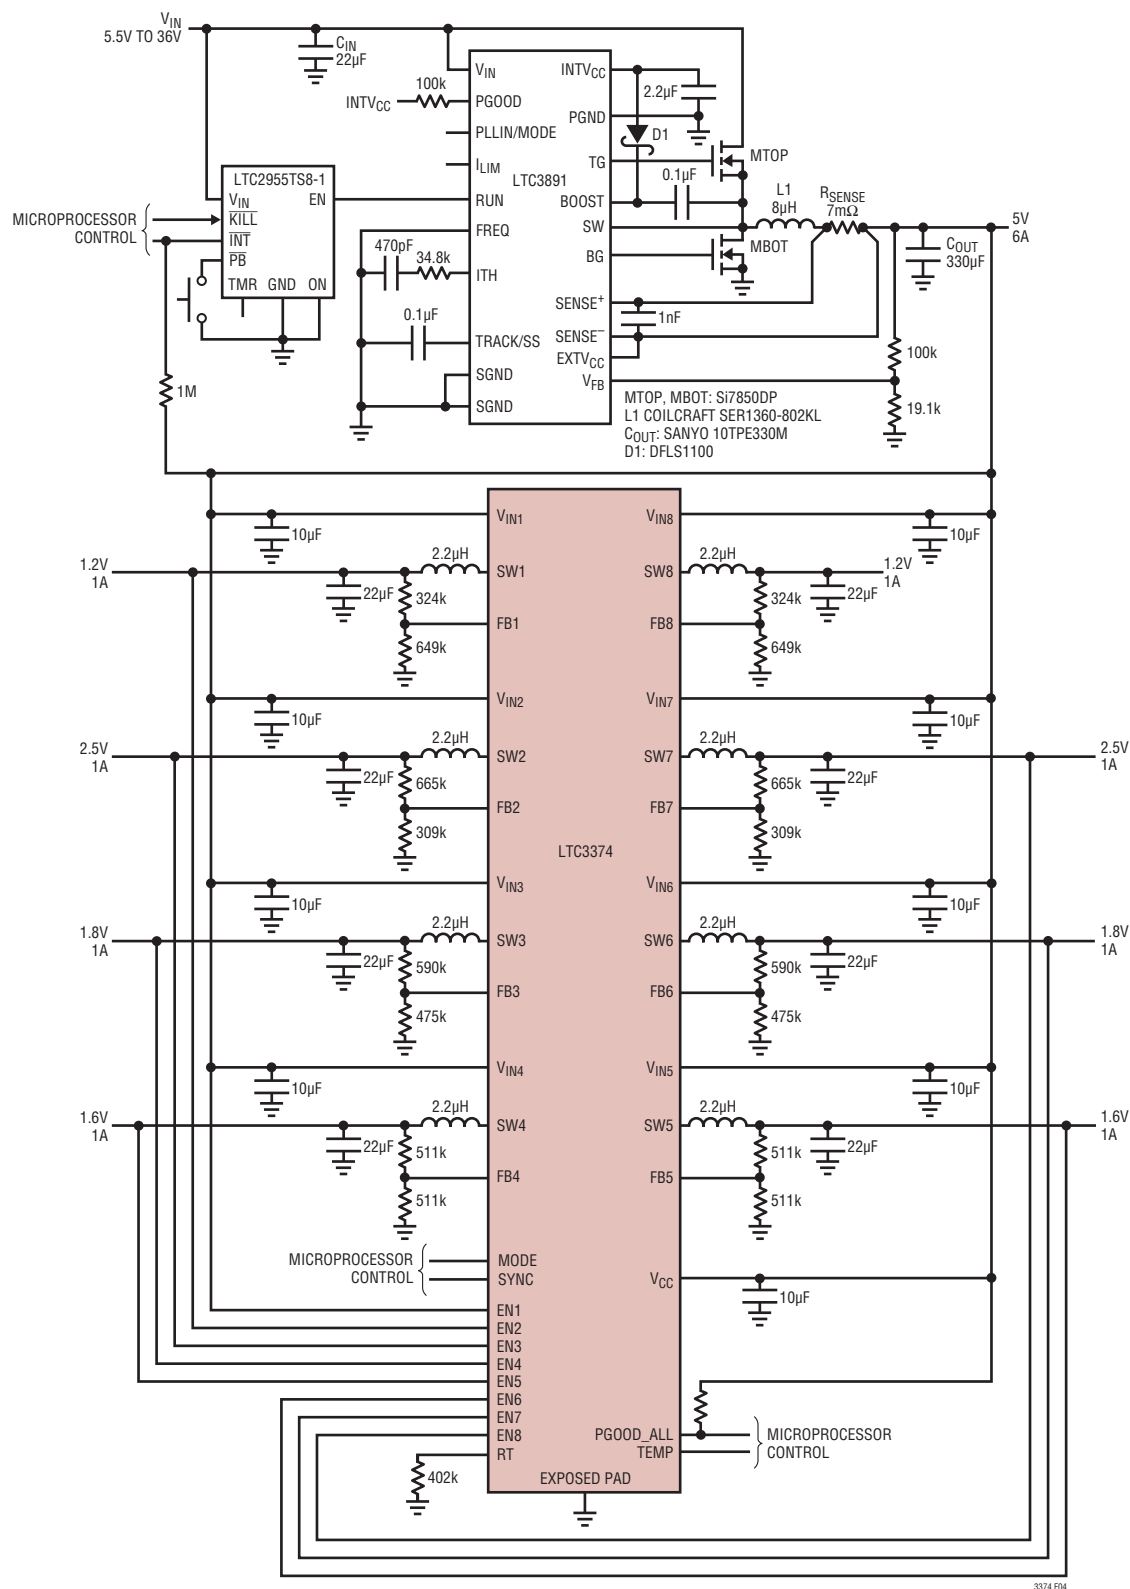 VIN
5.5V TO 36V
CIN
22µF
VIN
INTVCC
100k
2.2µF
INTVCC
PGOOD
PGND
PLLIN/MODE
D1
ILIM
TG
MTOP
LTC2955TS8-1
LTC3891
0.1µF
L1
8µH
RSENSE
7mΩ
VIN
EN
RUN
BOOST
MICROPROCESSOR
CONTROL
KILL
INT
PB
FREQ
SW
5V
6A
COUT
330µF
470pF
34.8k
ITH
BG
MBOT
TMR
GND
ON
SENSE+
1nF
0.1µF
TRACK/SS
SENSE–
EXTVCC
100k
SGND
VFB
1M
SGND
19.1k
MTOP, MBOT: Si7850DP
L1 COILCRAFT SER1360-802KL
COUT: SANYO 10TPE330M
D1: DFLS1100
VIN1
VIN8
10µF
10µF
1.2V
1A
2.2µH
SW1
SW8
2.2µH
1.2V
1A
22µF
324k
324k
22µF
FB1
FB8
649k
649k
VIN2
VIN7
10µF
10µF
2.5V
1A
2.2µH
SW2
SW7
2.2µH
2.5V
1A
22µF
665k
665k
22µF
FB2
FB7
309k
309k
LTC3374
VIN3
VIN6
10µF
10µF
1.8V
1A
2.2µH
SW3
SW6
2.2µH
1.8V
1A
22µF
590k
590k
22µF
FB3
FB6
475k
475k
VIN4
VIN5
10µF
10µF
1.6V
1A
2.2µH
SW4
SW5
2.2µH
1.6V
1A
22µF
511k
511k
22µF
FB4
FB5
511k
511k
MICROPROCESSOR
CONTROL
MODE
SYNC
VCC
10µF
EN1
EN2
EN3
EN4
EN5
EN6
EN7
EN8
RT
PGOOD_ALL
TEMP
MICROPROCESSOR
CONTROL
402k
EXPOSED PAD
3374 F04